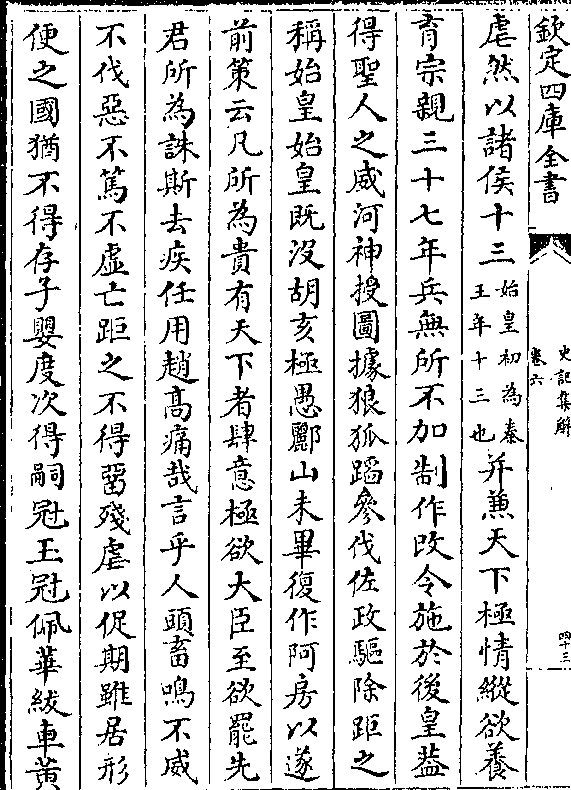 欽定四庫全書
史記集解
卷六
四十三
虐然以諸侯十三始皇初為秦王年十三也并兼天下極情縱欲養
育宗親三十七年兵無所不加制作政令施於後皇葢
得聖人之威河神授圖據狼狐蹈參伐佐政驅除距之
稱始皇始皇既沒胡亥極愚酈山未畢復作阿房以遂
前策云凡所為貴有天下者肆意極欲大臣至欲罷先
君所為誅斯去疾任用趙髙痛哉言乎人頭畜鳴不威
不伐惡不篤不虛亡距之不得留殘虐以促期雖居形
便之國猶不得存子嬰度次得嗣冠玉冠佩華紱車黃